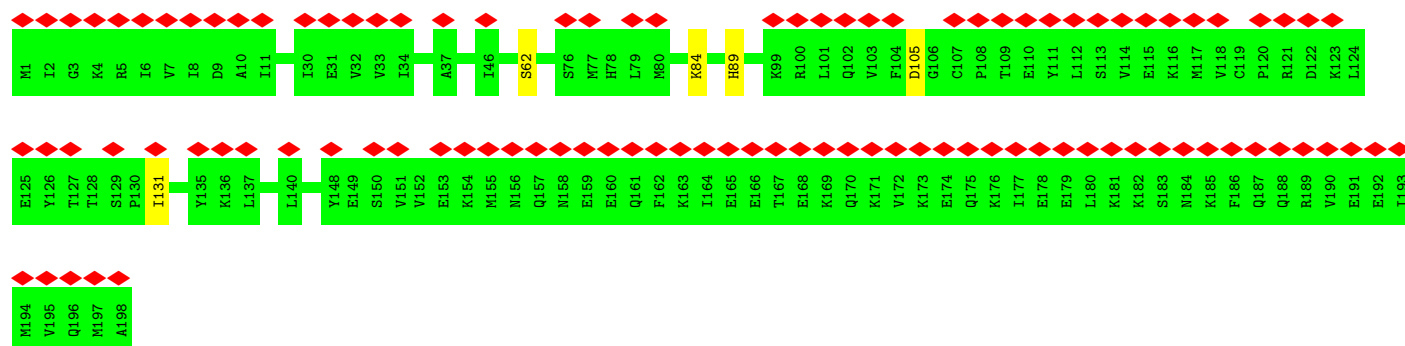 M1 I2 G3 K4 R5 I6 V7 I8 D9 A10 I11 I30 E31 V32 V33 I34 A37 I46 S62 S76 M77 H78 L79 M80 K84 H89 K99 R100 L101 Q102 V103 F104 D105 G106 C107 P108 T109 E110 Y111 L112 S113 V114 E115 K116 M117 V118 C119 P120 R121 D122 K123 L124
E125 Y126 T127 T128 S129 P130 I131 Y135 K136 L137 L140 Y148 E149 S150 V151 V152 E153 K154 M155 N156 Q157 N158 E159 E160 Q161 F162 K163 I164 E165 E166 T167 E168 K169 Q170 K171 V172 K173 E174 Q175 K176 I177 E178 E179 L180 K181 K182 S183 N184 K185 F186 Q187 Q188 R189 V190 E191 E192 L193
M194 V195 Q196 M197 A198